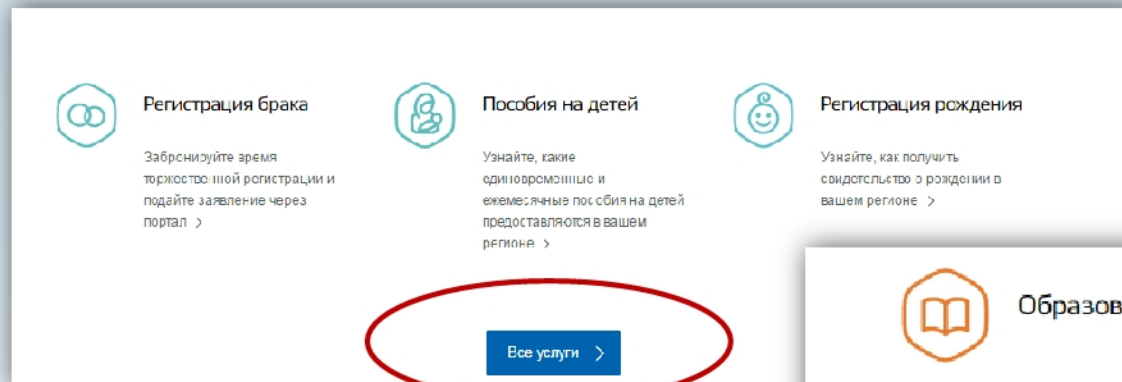 Регистрация брака
Забронируйте время
торжественной регистрации и
подайте заявление через
портал >
Пособия на детей
Узнайте, какие
единовременные и
ежемесячные пособия на детей
предоставляются в вашем
регионе >
Регистрация рождения
Узнайте, как получить
свидетельство о рождении в
вашем регионе >
Все услуги >
Образов